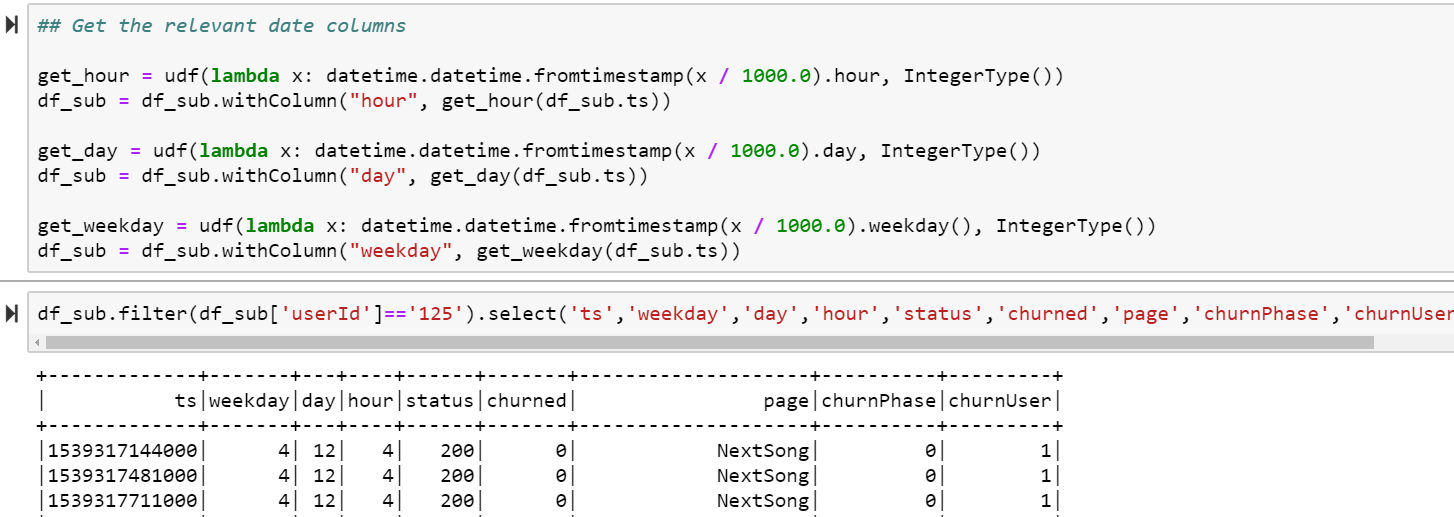 ## Get the relevant date columns
get_hour = udf(lambda x: datetime.datetime.fromtimestamp(x / 1000.0).hour, IntegerType())
df_sub = df_sub.withColumn("hour", get_hour(df_sub.ts))
get_day = udf(lambda x: datetime.datetime.fromtimestamp(x / 1000.0).day, IntegerType())
df_sub = df_sub.withColumn("day", get_day(df_sub.ts))
get_weekday = udf(lambda x: datetime.datetime.fromtimestamp(x / 1000.0).weekday(), IntegerType())
df_sub = df_sub.withColumn("weekday", get_weekday(df_sub.ts))
df_sub.filter(df_sub['userId']=='125').select('ts','weekday','day','hour','status','churned','page','churnPhase','churnUser
+-------------+-------+---+----+------+-------+--------------------+----------+---------+
|           ts|weekday|day|hour|status|churned|                page|churnPhase|churnUser|
+-------------+-------+---+----+------+-------+--------------------+----------+---------+
|1539317144000|      4| 12|   4|   200|      0|            NextSong|         0|        1|
|1539317481000|      4| 12|   4|   200|      0|            NextSong|         0|        1|
|1539317711000|      4| 12|   4|   200|      0|            NextSong|         0|        1|